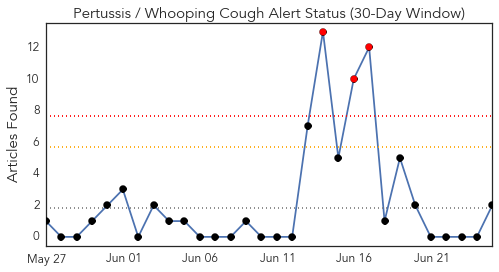 Pertussis / Whooping Cough Alert Status (30-Day Window)
Articles Found
12
10
8
6
4
2
0
May 27
Jun 01
Jun 06
Jun 11
Jun 16
Jun 21